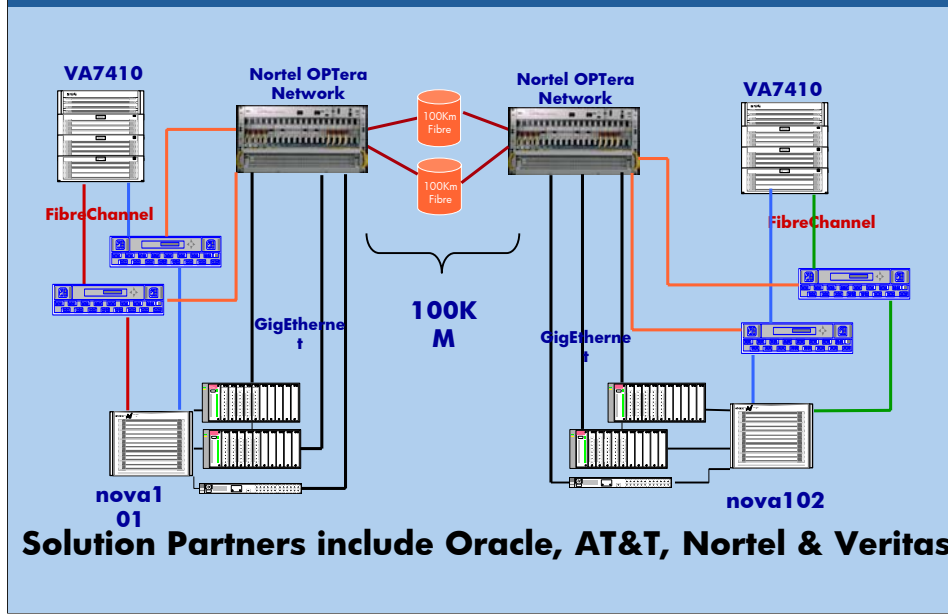 VA7410
Nortel OPTera
Network
Nortel OPTera
Network
VA7410
100Km
Fibre
100Km
Fibre
FibreChannel
FibreChannel
100K
M
GigEtherne
t
GigEtherne
t
nova1
01
nova102
Solution Partners include Oracle, AT&T, Nortel & Veritas